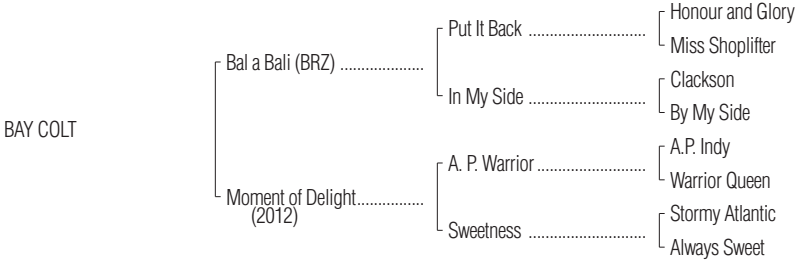 Honour and Glory
Put It Back ............................
Miss Shoplifter
Bal a Bali (BRZ) ....................
Clackson
In My Side ............................
By My Side
BAY COLT
A.P. Indy
A. P. Warrior ..........................
Warrior Queen
Moment of Delight................
(2012)
Stormy Atlantic
Sweetness ............................
Always Sweet